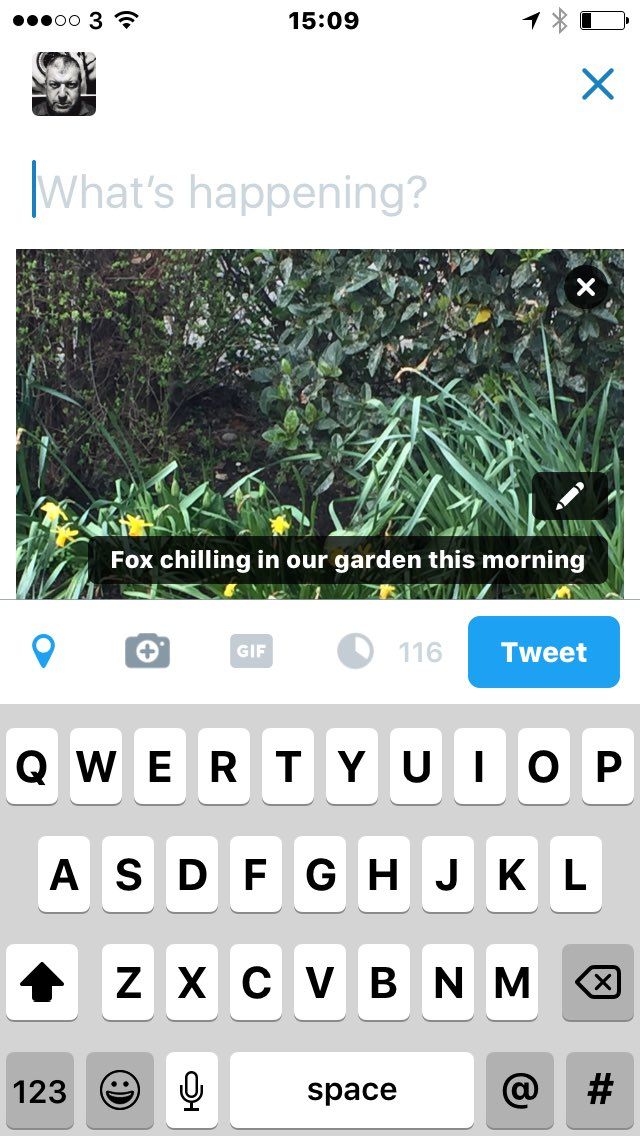 3 15:09
What's happening?
Fox chilling in our garden this morning
GIF 116 Tweet
Q W E R T Y U I O P
A S D F G H J K L
Z X C V B N M
123 space @ #